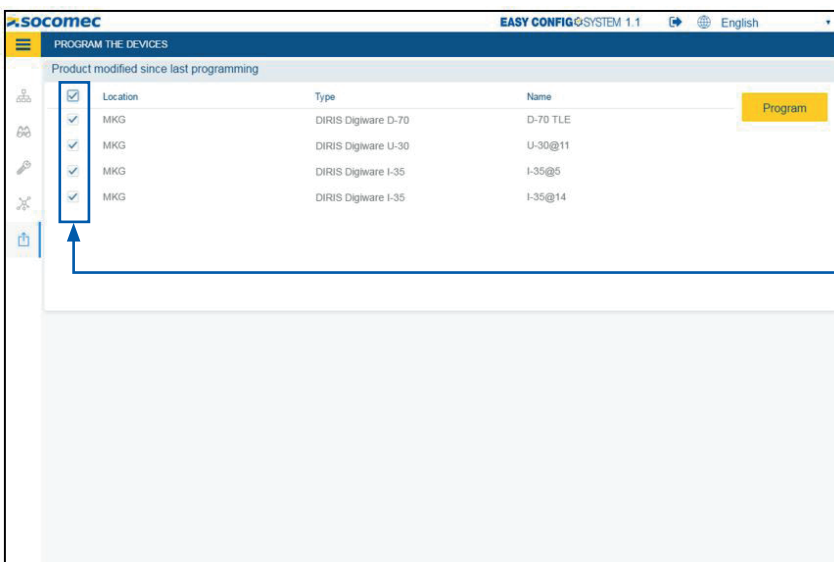 socomec EASY CONFIG SYSTEM 1.1 English
PROGRAM THE DEVICES
Product modified since last programming
Location Type Name
Program
MKG DIRIS Digiware D-70 D-70 TLE
MKG DIRIS Digiware U-30 U-30@11
MKG DIRIS Digiware I-35 I-35@5
MKG DIRIS Digiware I-35 I-35@14